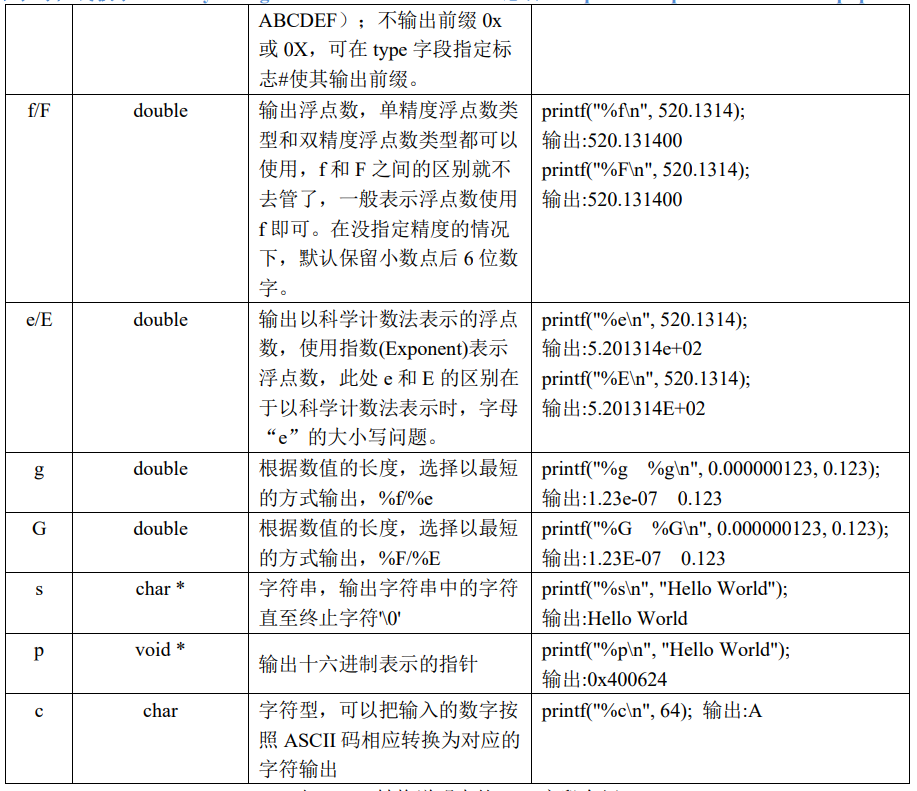 ABCDEF）；不输出前缀 0x
或 0X，可在 type 字段指定标
志#使其输出前缀。
f/F
double
输出浮点数，单精度浮点数类
型和双精度浮点数类型都可以
使用，f 和 F 之间的区别就不
去管了，一般表示浮点数使用
f 即可。在没指定精度的情况
下，默认保留小数点后 6 位数
字。
printf("%f\n", 520.1314);
输出:520.131400
printf("%F\n", 520.1314);
输出:520.131400
e/E
double
输出以科学计数法表示的浮点
数，使用指数(Exponent)表示
浮点数，此处 e 和 E 的区别在
于以科学计数法表示时，字母
“e”的大小写问题。
printf("%e\n", 520.1314);
输出:5.201314e+02
printf("%E\n", 520.1314);
输出:5.201314E+02
g
double
根据数值的长度，选择以最短
的方式输出，%f/%e
printf("%g    %g\n", 0.000000123, 0.123);
输出:1.23e-07    0.123
G
double
根据数值的长度，选择以最短
的方式输出，%F/%E
printf("%G    %G\n", 0.000000123, 0.123);
输出:1.23E-07    0.123
s
char *
字符串，输出字符串中的字符
直至终止字符'\0'
printf("%s\n", "Hello World");
输出:Hello World
p
void *
输出十六进制表示的指针
printf("%p\n", "Hello World");
输出:0x400624
c
char
字符型，可以把输入的数字按
照 ASCII 码相应转换为对应的
字符输出
printf("%c\n", 64);  输出:A